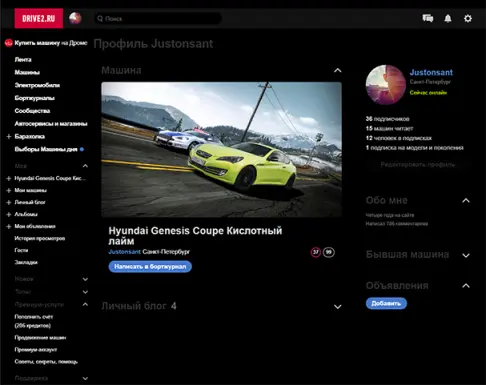 DRIVE2.RU
Поиск
Купить машину на Дроме
Лента
Машины
Электромобили
Бортжурналы
Сообщества
Автосервисы и магазины
Барахолка
Выборы Машины дня
Моё
Hyundai Genesis Coupe Кис...
Мои машины
Личный блог
Альбомы
Мои объявления
История просмотров
Гости
Закладки
Новое
Топы
Премиум-услуги
Пополнить счёт
(205 кредитов)
Продвижение машин
Премиум-аккаунт
Советы, секреты, помощь
Поддержка
Профиль Justonsant
Машина
Hyundai Genesis Coupe Кислотный
лайм
Justonsant Санкт-Петербург
37 99
Написать в бортжурнал
Личный блог 4
Justonsant
Санкт-Петербург
Сейчас онлайн
36 подписчиков
15 машин читает
12 человек в подписках
1 подписка на модели и поколения
Редактировать профиль
Обо мне
Четыре года на сайте
Написал комментариев
Бывшая машина
Объявления
Добавить